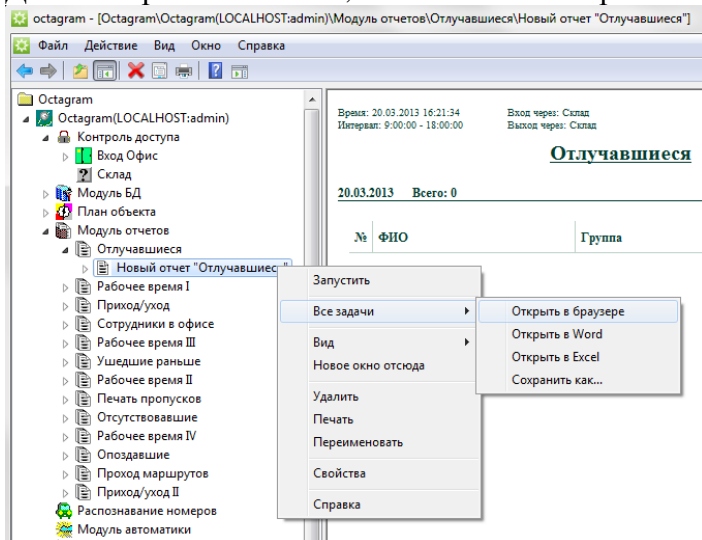 octagram - [Octagram\Octagram(LOCALHOST:admin)\Модуль отчетов\Отлучавшиеся\Новый отчет "Отлучавшиеся"]
Файл Действие Вид Окно Справка
Octagram
Octagram(LOCALHOST:admin)
Контроль доступа
Вход Офис
Склад
Модуль БД
План объекта
Модуль отчетов
Отлучавшиеся
Новый отчет "Отлучавшиеся"
Рабочее время I
Приход/уход
Сотрудники в офисе
Рабочее время III
Ушедшие раньше
Рабочее время II
Печать пропусков
Отсутствовавшие
Рабочее время IV
Опоздавшие
Проход маршрутов
Приход/уход II
Распознавание номеров
Модуль автоматики
Время: 20.03.2013 16:21:34 Вход через: Склад
Интервал: 9:00:00 - 18:00:00 Выход через: Склад
Отлучавшиеся
20.03.2013 Всего: 0
№ ФИО Группа
Запустить
Все задачи
Вид
Новое окно отсюда
Удалить
Печать
Переименовать
Свойства
Справка
Открыть в браузере
Открыть в Word
Открыть в Excel
Сохранить как...